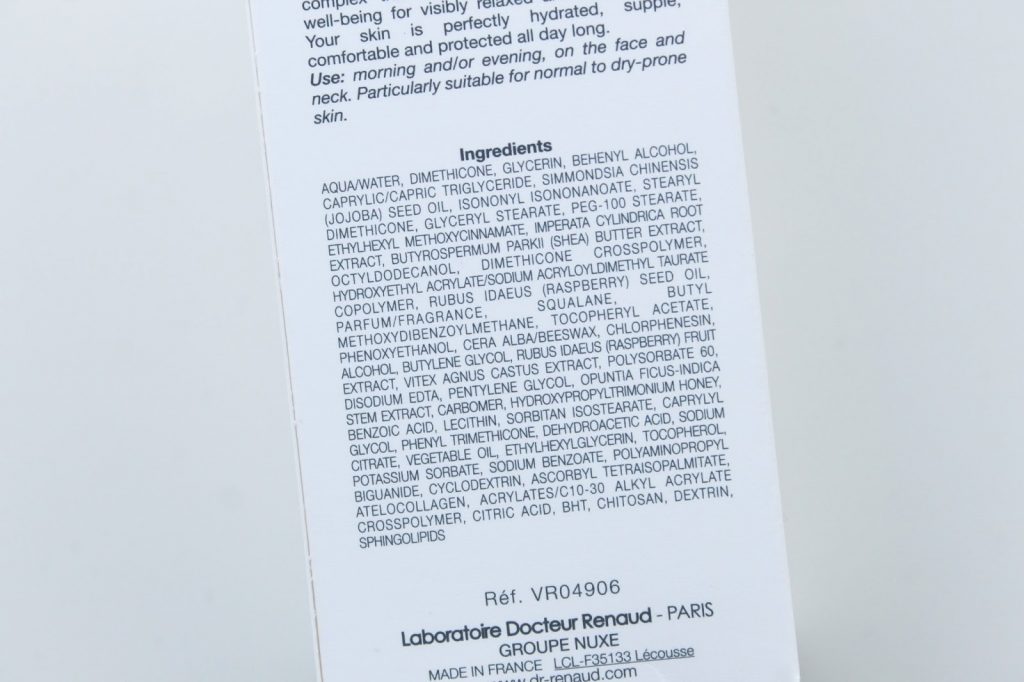 complex
well-being for visibly relaxed
Your skin is perfectly hydrated, supple,
comfortable and protected all day long.
Use: morning and/or evening, on the face and
neck. Particularly suitable for normal to dry-prone
skin.
Ingredients
AQUA/WATER, DIMETHICONE, GLYCERIN, BEHENYL ALCOHOL,
CAPRYLIC/CAPRIC TRIGLYCERIDE, SIMMONDSIA CHINENSIS
(JOJOBA) SEED OIL, ISONONYL ISONONANOATE, STEARYL
DIMETHICONE, GLYCERYL STEARATE, PEG-100 STEARATE,
ETHYLHEXYL METHOXYCINNAMATE, IMPERATA CYLINDRICA ROOT
EXTRACT, BUTYROSPERMUM PARKII (SHEA) BUTTER EXTRACT,
OCTYLDODECANOL, DIMETHICONE CROSSPOLYMER,
HYDROXYETHYL ACRYLATE/SODIUM ACRYLOYLDIMETHYL TAURATE
COPOLYMER, RUBUS IDAEUS (RASPBERRY) SEED OIL,
PARFUM/FRAGRANCE, SQUALANE, BUTYL
METHOXYDIBENZOYLMETHANE, TOCOPHERYL ACETATE,
PHENOXYETHANOL, CERA ALBA/BEESWAX, CHLORPHENESIN,
ALCOHOL, BUTYLENE GLYCOL, RUBUS IDAEUS (RASPBERRY) FRUIT
EXTRACT, VITEX AGNUS CASTUS EXTRACT, POLYSORBATE 60,
DISODIUM EDTA, PENTYLENE GLYCOL, OPUNTIA FICUS-INDICA
STEM EXTRACT, CARBOMER, HYDROXYPROPYLTRIMONIUM HONEY,
BENZOIC ACID, LECITHIN, SORBITAN ISOSTEARATE, CAPRYLYL
GLYCOL, PHENYL TRIMETHICONE, DEHYDROACETIC ACID, SODIUM
CITRATE, VEGETABLE OIL, ETHYLHEXYLGLYCERIN, TOCOPHEROL,
POTASSIUM SORBATE, SODIUM BENZOATE, POLYAMINOPROPYL
BIGUANIDE, CYCLODEXTRIN, ASCORBYL TETRAISOPALMITATE,
ATELOCOLLAGEN, ACRYLATES/C10-30 ALKYL ACRYLATE
CROSSPOLYMER, CITRIC ACID, BHT, CHITOSAN, DEXTRIN,
SPHINGOLIPIDS
Réf. VR04906
Laboratoire Docteur Renaud - PARIS
GROUPE NUXE
MADE IN FRANCE LCL-F35133 Lécousse
www.dr-renaud.com